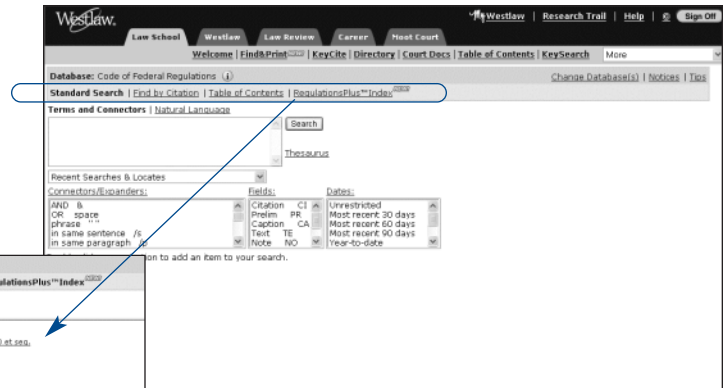 Westlaw.
Westlaw | Research Trail | Help | Sign Off
Law School Westlaw Law Review Career Moot Court
Welcome | Find&Print | KeyCite | Directory | Court Docs | Table of Contents | KeySearch More
Database: Code of Federal Regulations
Change Database(s) | Notices | Tips
Standard Search | Find by Citation | Table of Contents | RegulationsPlus™Index
Terms and Connectors | Natural Language
Search
Thesaurus
Recent Searches & Locates
Connectors/Expanders: Fields: Dates:
AND & Citation CI Unrestricted
OR space Prelim PR Most recent 30 days
phrase " " Caption CA Most recent 60 days
in same sentence /s Text TE Most recent 90 days
in same paragraph /p Note NO Year-to-date
on to add an item to your search.
ulationsPlus™Index
) et seq.